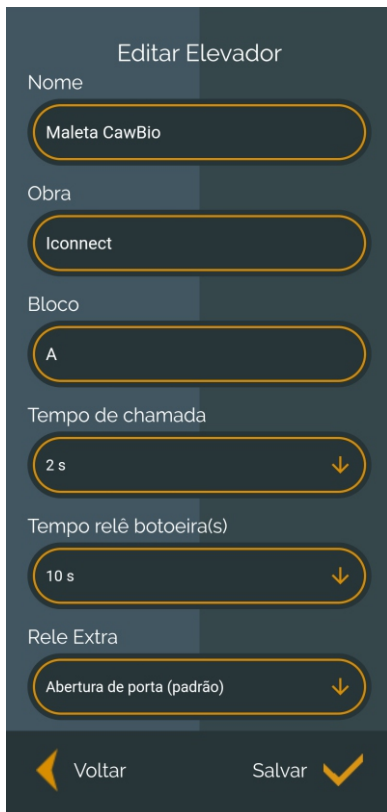 Editar Elevador
Nome
Maleta CawBio
Obra
Iconnect
Bloco
A
Tempo de chamada
2 s
Tempo relê botoeira(s)
10 s
Rele Extra
Abertura de porta (padrão)
Voltar
Salvar